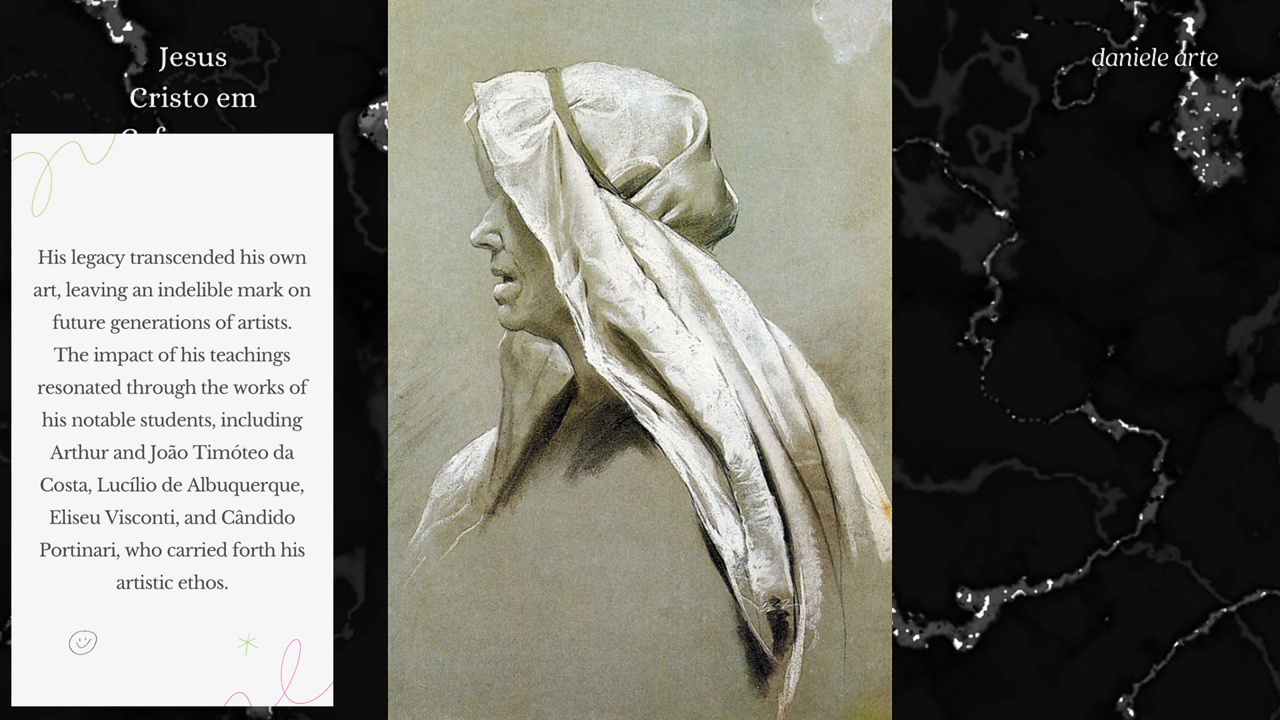 Jesus
Cristo em
daniele arte
His legacy transcended his own
art, leaving an indelible mark on
future generations of artists.
The impact of his teachings
resonated through the works of
his notable students, including
Arthur and João Timóteo da
Costa, Lucílio de Albuquerque,
Eliseu Visconti, and Cândido
Portinari, who carried forth his
artistic ethos.